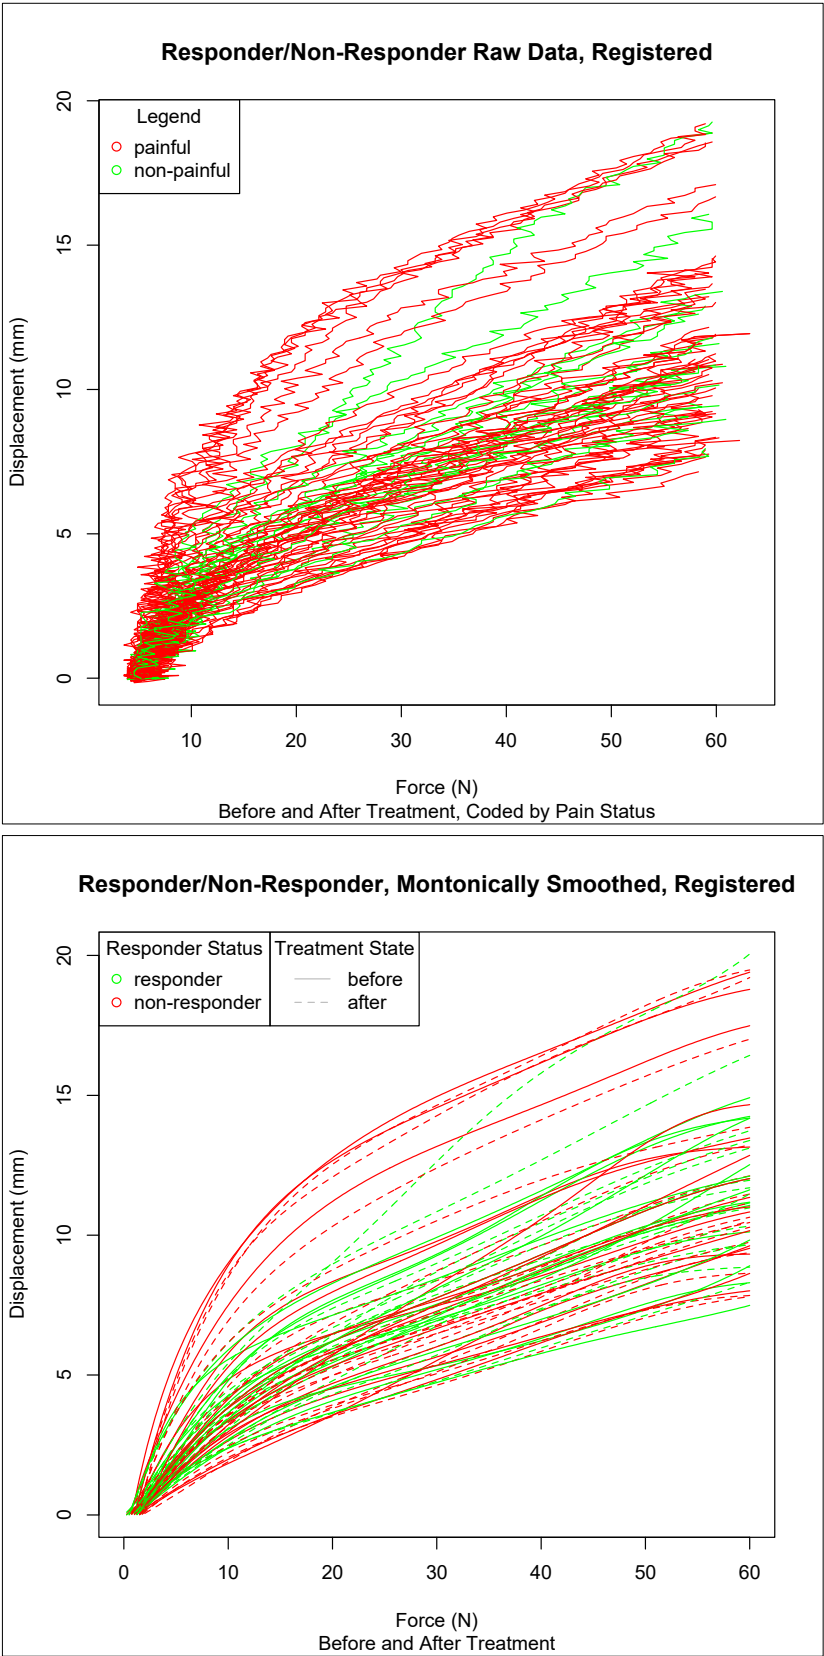 Responder/Non-Responder Raw Data, Registered
Legend
painful
non-painful
Displacement (mm)
20
15
10
5
0
10 20 30 40 50 60
Force (N)
Before and After Treatment, Coded by Pain Status
Responder/Non-Responder, Montonically Smoothed, Registered
Responder Status Treatment State
responder before
non-responder after
Displacement (mm)
20
15
10
5
0
0 10 20 30 40 50 60
Force (N)
Before and After Treatment